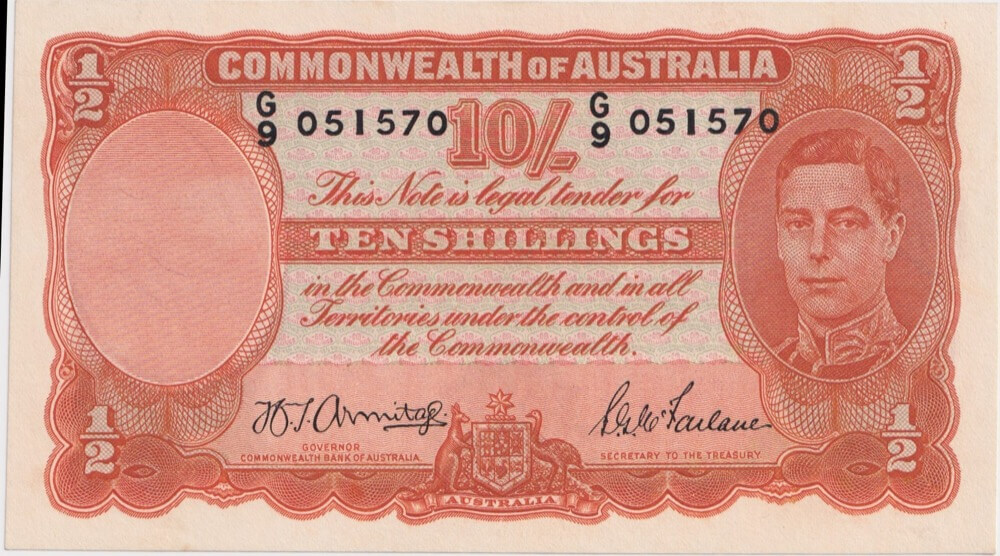 1/2
COMMONWEALTH OF AUSTRALIA
1/2
G/9 051570
10/-
G/9 051570
This Note is legal tender for
TEN SHILLINGS
in the Commonwealth and in all
Territories under the control of
the Commonwealth.
H.T. Armitage
S.G. McFarlane
GOVERNOR
COMMONWEALTH BANK OF AUSTRALIA.
SECRETARY TO THE TREASURY.
1/2
AUSTRALIA
1/2